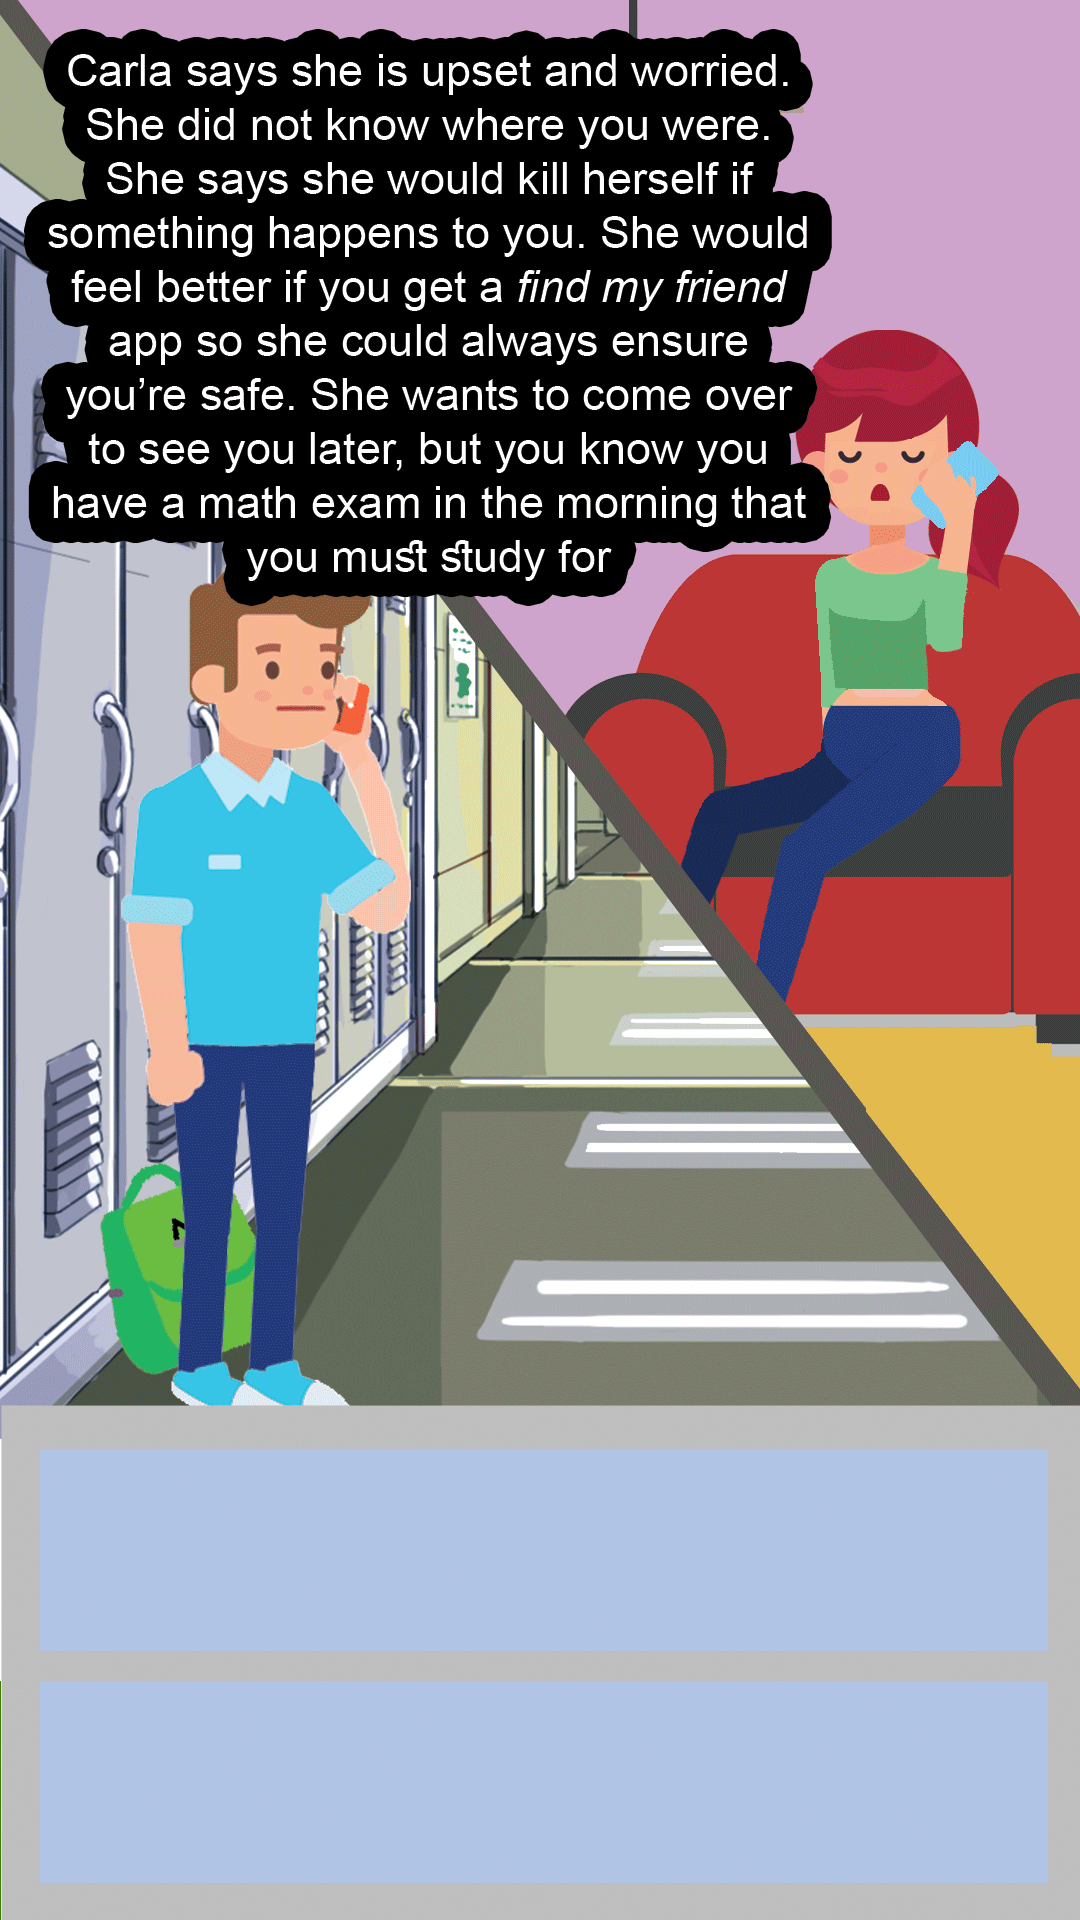 Carla says she is upset and worried.
She did not know where you were.
She says she would kill herself if
something happens to you. She would
feel better if you get a find my friend
app so she could always ensure
you’re safe. She wants to come over
to see you later, but you know you
have a math exam in the morning that
you must study for